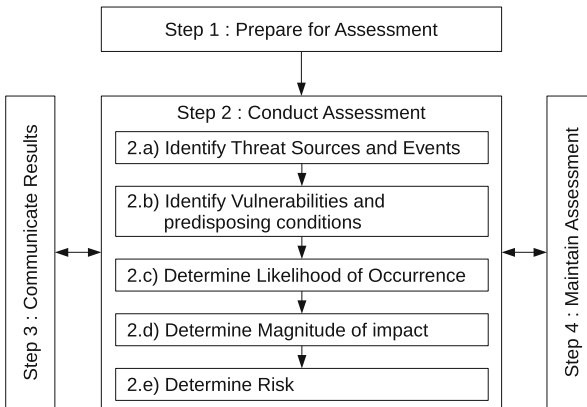 Step 1 : Prepare for Assessment
Step 2 : Conduct Assessment
2.a) Identify Threat Sources and Events
2.b) Identify Vulnerabilities and
predisposing conditions
2.c) Determine Likelihood of Occurrence
2.d) Determine Magnitude of impact
2.e) Determine Risk
Step 3 : Communicate Results
Step 4 : Maintain Assessment